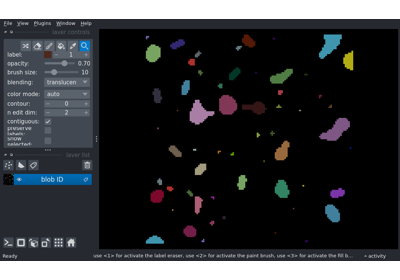 File View Plugins Window Help
layer controls
label: 1
opacity: 0.70
brush size: 10
blending: translucen
color mode: auto
contour: 0
n edit dim: 2
contiguous: ✓
preserve
labels:
show
selected:
layer list
blob ID
Ready
use <1> for activate the label eraser, use <2> for activate the paint brush, use <3> for activate the fill b...
activity